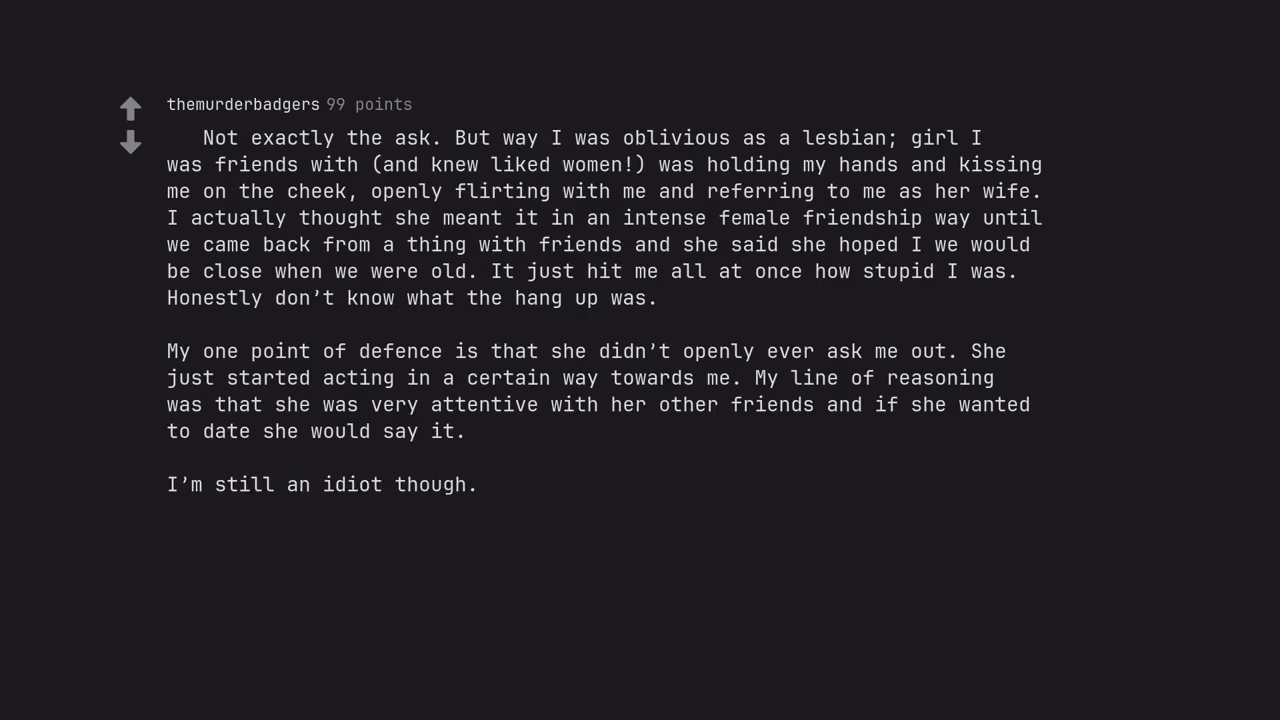 themurderbadgers 99 points
Not exactly the ask. But way I was oblivious as a lesbian; girl I
was friends with (and knew liked women!) was holding my hands and kissing
me on the cheek, openly flirting with me and referring to me as her wife.
I actually thought she meant it in an intense female friendship way until
we came back from a thing with friends and she said she hoped I we would
be close when we were old. It just hit me all at once how stupid I was.
Honestly don’t know what the hang up was.
My one point of defence is that she didn’t openly ever ask me out. She
just started acting in a certain way towards me. My line of reasoning
was that she was very attentive with her other friends and if she wanted
to date she would say it.
I’m still an idiot though.